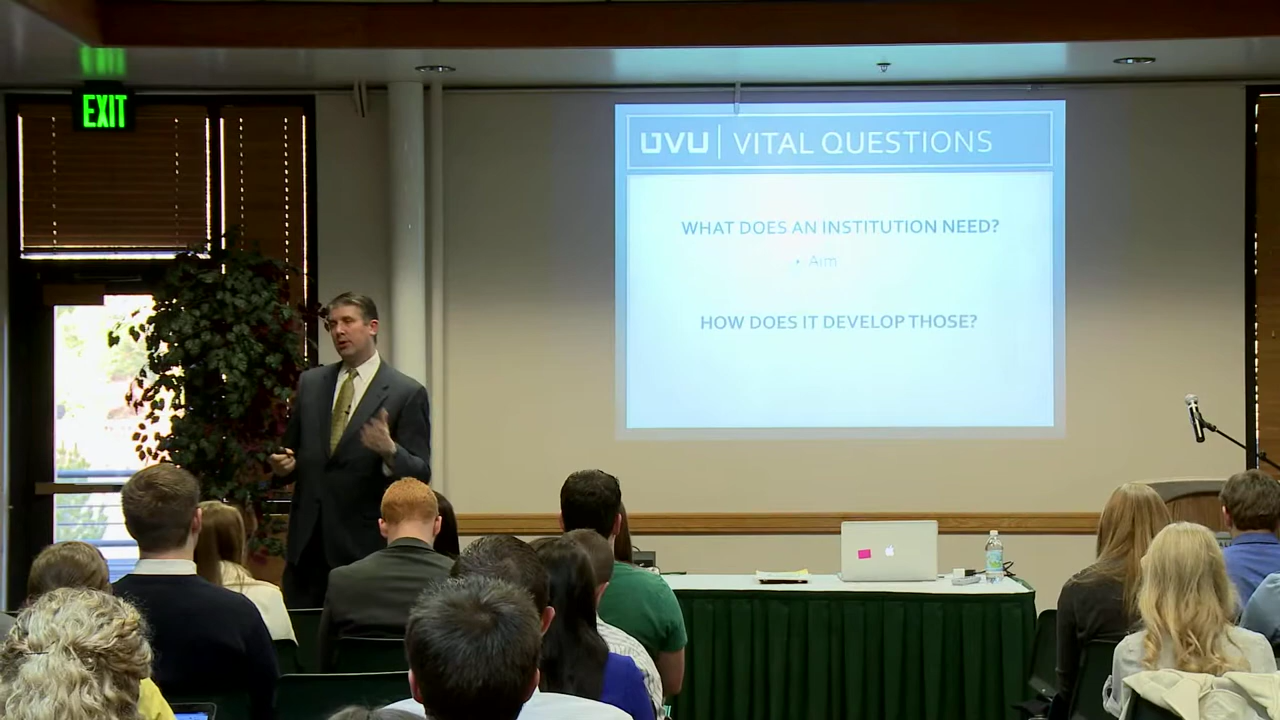 EXIT
UVU | VITAL QUESTIONS
WHAT DOES AN INSTITUTION NEED?
• Aim
HOW DOES IT DEVELOP THOSE?